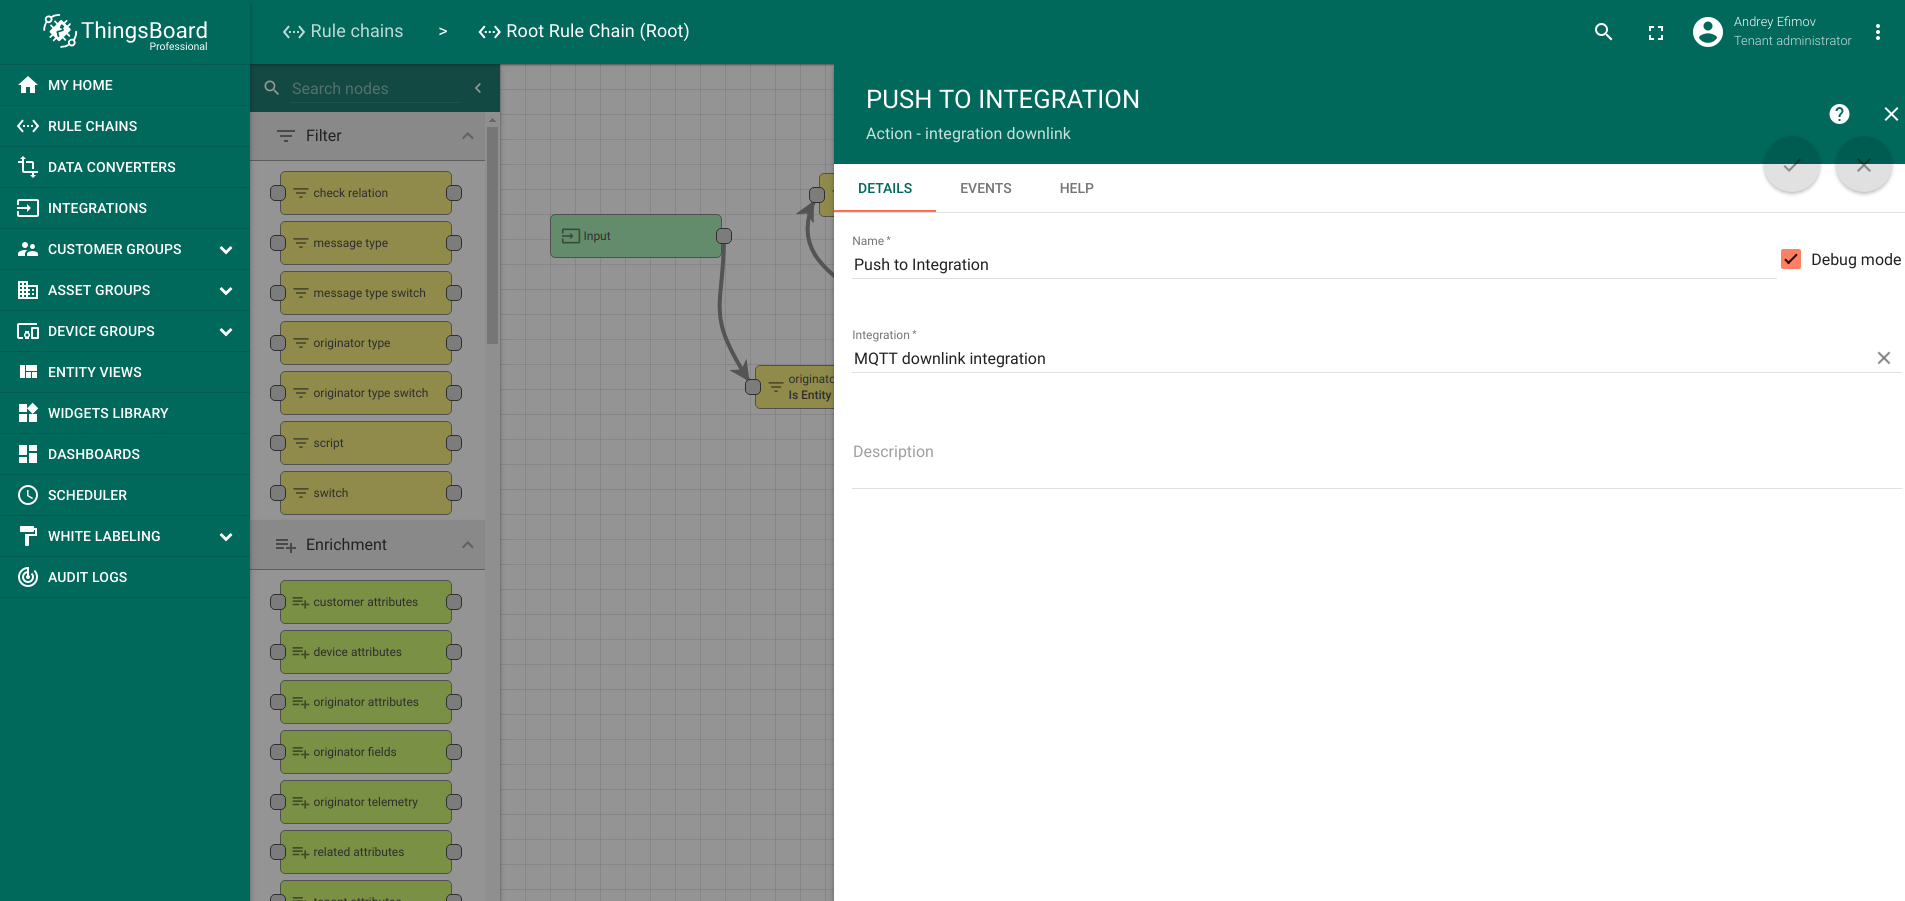 ThingsBoard
Professional
Rule chains > Root Rule Chain (Root)
Andrey Efimov
Tenant administrator
MY HOME
RULE CHAINS
DATA CONVERTERS
INTEGRATIONS
CUSTOMER GROUPS
ASSET GROUPS
DEVICE GROUPS
ENTITY VIEWS
WIDGETS LIBRARY
DASHBOARDS
SCHEDULER
WHITE LABELING
AUDIT LOGS
Search nodes
Filter
check relation
message type
message type switch
originator type
originator type switch
script
switch
Enrichment
customer attributes
device attributes
originator attributes
originator fields
originator telemetry
related attributes
tenant attributes
Input
originato
Is Entity
PUSH TO INTEGRATION
Action - integration downlink
DETAILS EVENTS HELP
Name *
Push to Integration
Debug mode
Integration *
MQTT downlink integration
Description